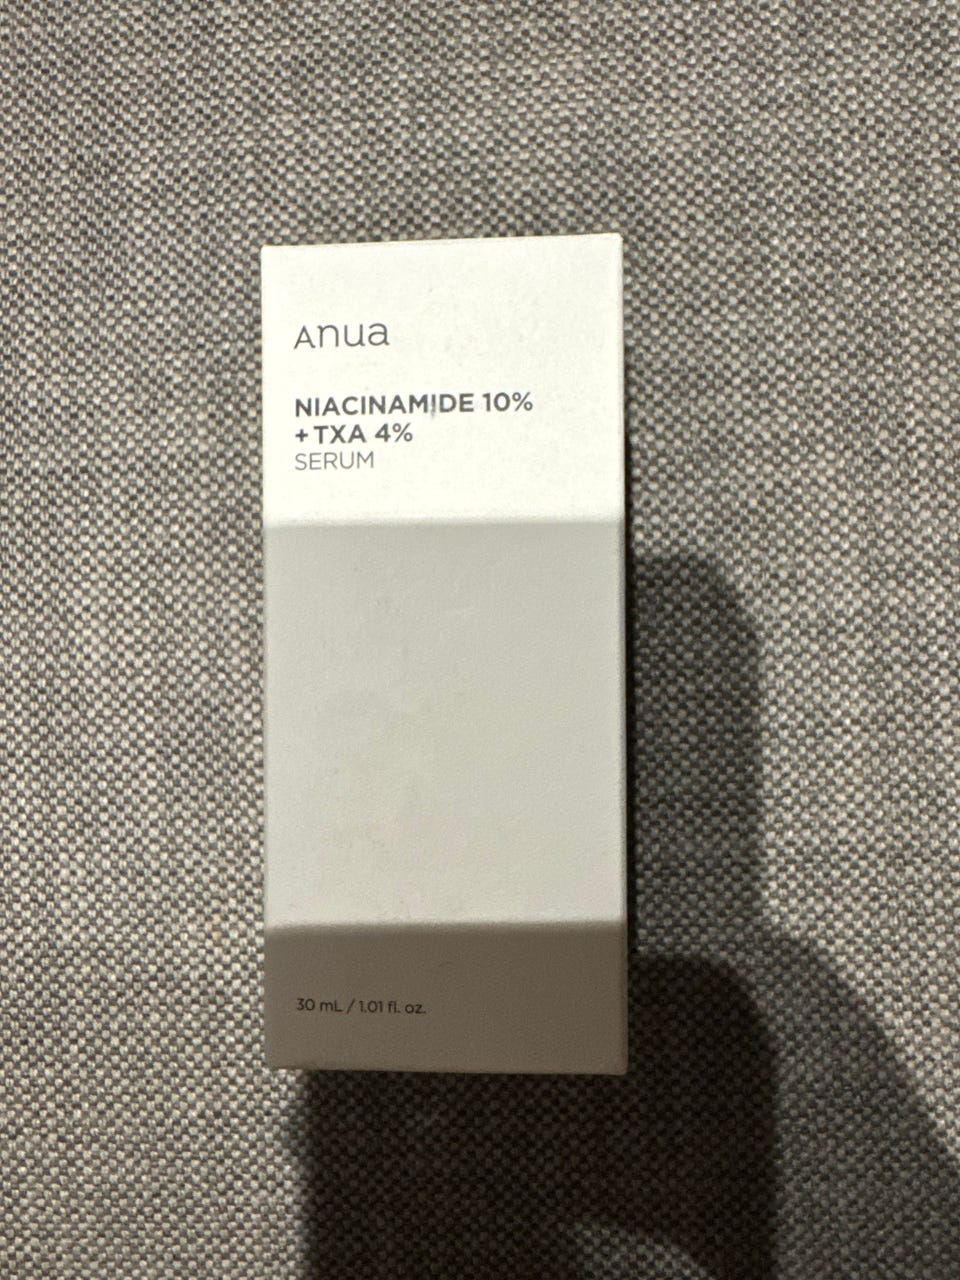 Anua
NIACINAMIDE 10%
+ TXA 4%
SERUM
30 mL / 1.01 fl. oz.